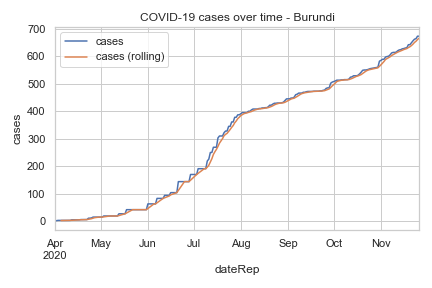 COVID-19 cases over time - Burundi
cases
cases (rolling)
700
600
500
400
300
200
100
0
cases
Apr
2020
May
Jun
Jul
Aug
Sep
Oct
Nov
dateRep